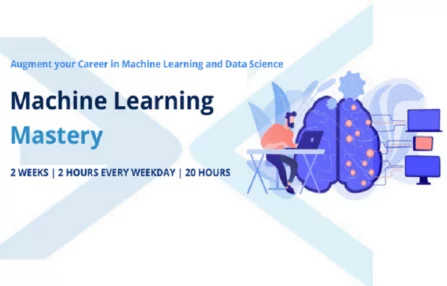 Augment your Career in Machine Learning and Data Science
Machine Learning
Mastery
2 WEEKS | 2 HOURS EVERY WEEKDAY | 20 HOURS